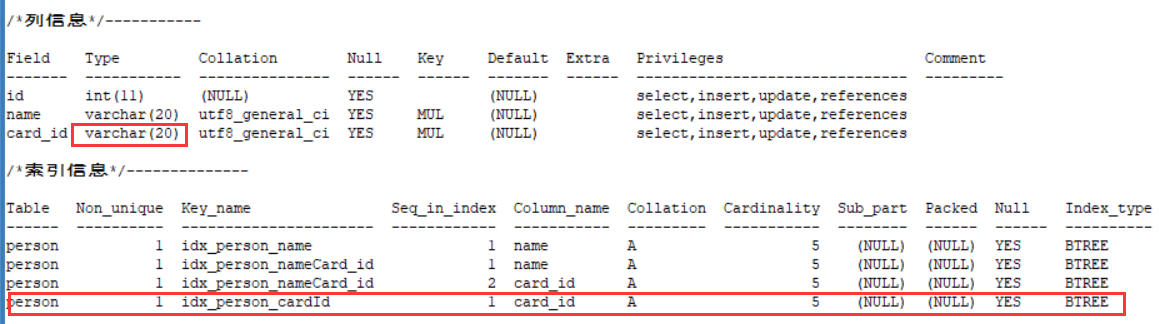 /*列信息*/-----------
Field Type Collation Null Key Default Extra Privileges Comment
------- ----------- --------------- ------ ------ ------- ------ ------------------------------- ---------
id int(11) (NULL) YES (NULL) select,insert,update,references
name varchar(20) utf8_general_ci YES MUL (NULL) select,insert,update,references
card_id varchar(20) utf8_general_ci YES MUL (NULL) select,insert,update,references
/*索引信息*/--------------
Table Non_unique Key_name Seq_in_index Column_name Collation Cardinality Sub_part Packed Null Index_type
------ ---------- ---------------------- ------------ ----------- --------- ----------- -------- ------ ------ ----------
person 1 idx_person_name 1 name A 5 (NULL) (NULL) YES BTREE
person 1 idx_person_nameCard_id 1 name A 5 (NULL) (NULL) YES BTREE
person 1 idx_person_nameCard_id 2 card_id A 5 (NULL) (NULL) YES BTREE
person 1 idx_person_cardId 1 card_id A 5 (NULL) (NULL) YES BTREE